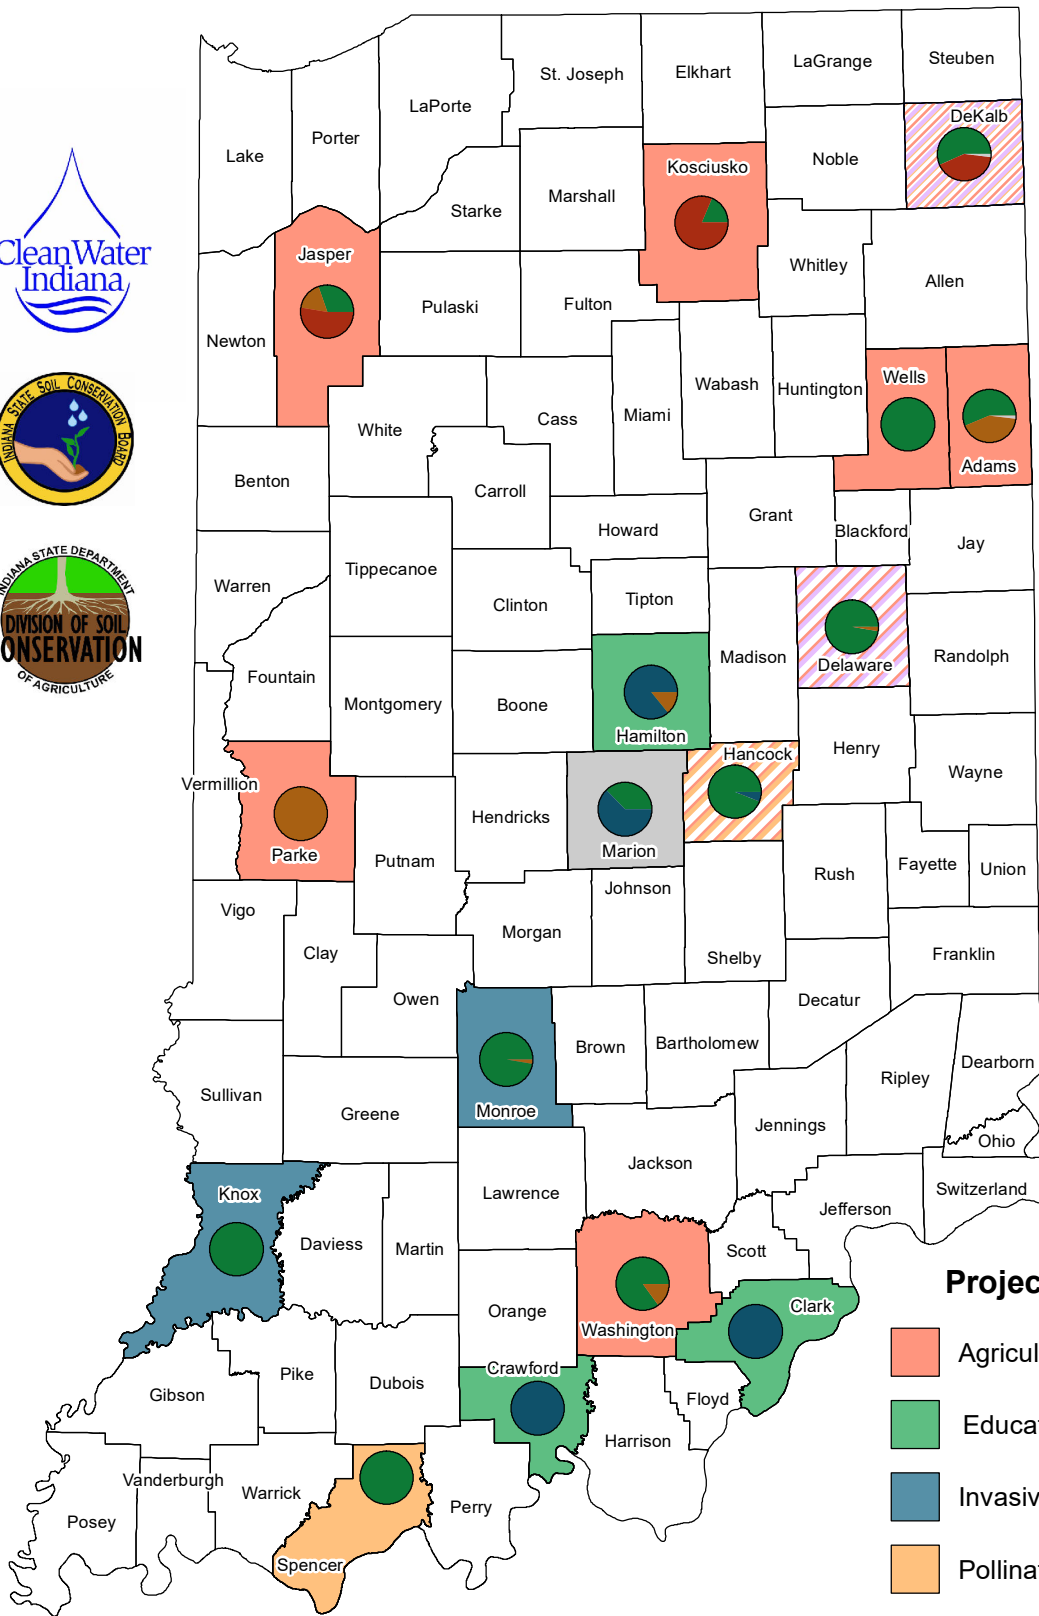 St. Joseph
Elkhart
LaGrange
Steuben
LaPorte
DeKalb
Porter
Lake
Noble
Kosciusko
Marshall
Starke
Clean Water
Indiana
Jasper
Whitley
Allen
Pulaski
Fulton
Newton
Wells
Wabash
Huntington
Miami
Cass
White
INDIANA STATE SOIL CONSERVATION BOARD
Adams
Benton
Carroll
Grant
Howard
Blackford
Jay
INDIANA STATE DEPARTMENT
DIVISION OF SOIL
ONSERVATION
OF AGRICULTURE
Tippecanoe
Warren
Clinton
Tipton
Madison
Delaware
Randolph
Fountain
Montgomery
Boone
Hamilton
Hancock
Henry
Wayne
Vermillion
Hendricks
Parke
Marion
Putnam
Rush
Fayette
Union
Johnson
Vigo
Morgan
Clay
Shelby
Franklin
Owen
Decatur
Brown
Bartholomew
Dearborn
Ripley
Sullivan
Greene
Monroe
Jennings
Ohio
Jackson
Knox
Lawrence
Switzerland
Jefferson
Daviess
Martin
Scott
Orange
Clark
Washington
Crawford
Pike
Dubois
Gibson
Floyd
Harrison
Vanderburgh
Warrick
Perry
Posey
Spencer
Projec
Agricul
Educa
Invasiv
Pollinat